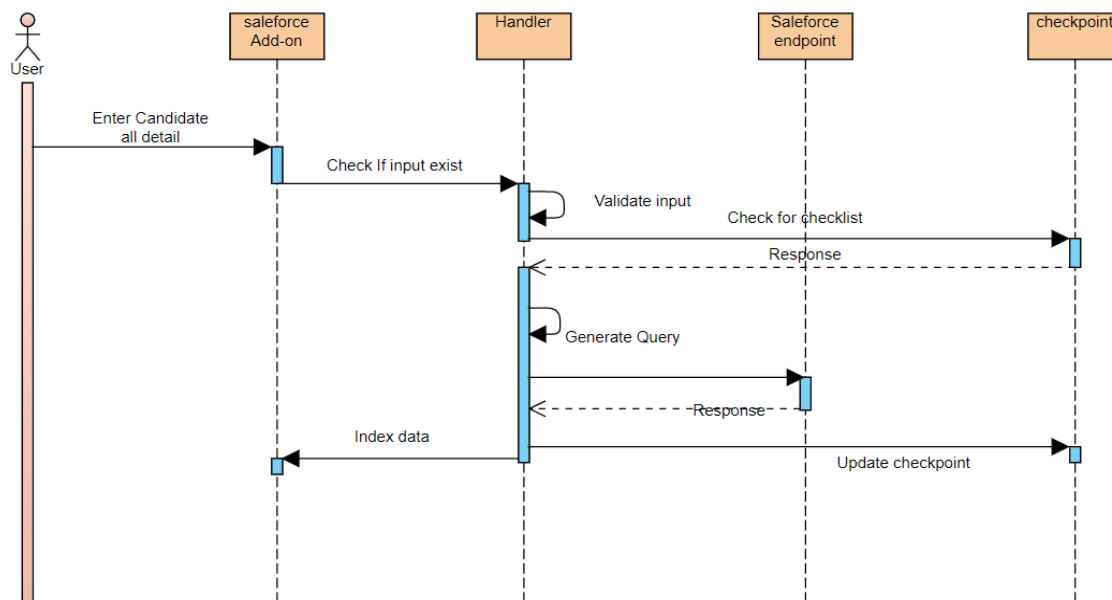 saleforce
Add-on
Handler
Saleforce
endpoint
checkpoint
User
Enter Candidate
all detail
Check If input exist
Validate input
Check for checklist
Response
Generate Query
Response
Index data
Update checkpoint